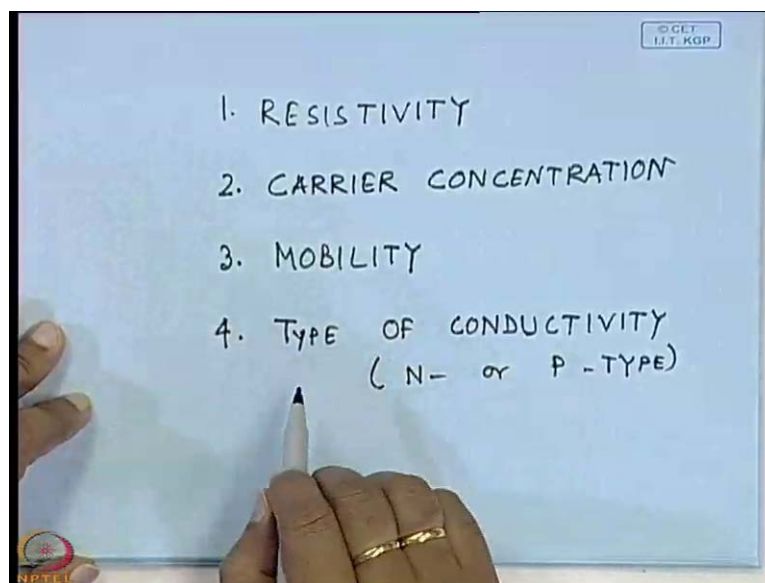 © CET
I.I.T. KGP
1. RESISTIVITY
2. CARRIER CONCENTRATION
3. MOBILITY
4. TYPE OF CONDUCTIVITY
( N- or P-TYPE)
NPTEL